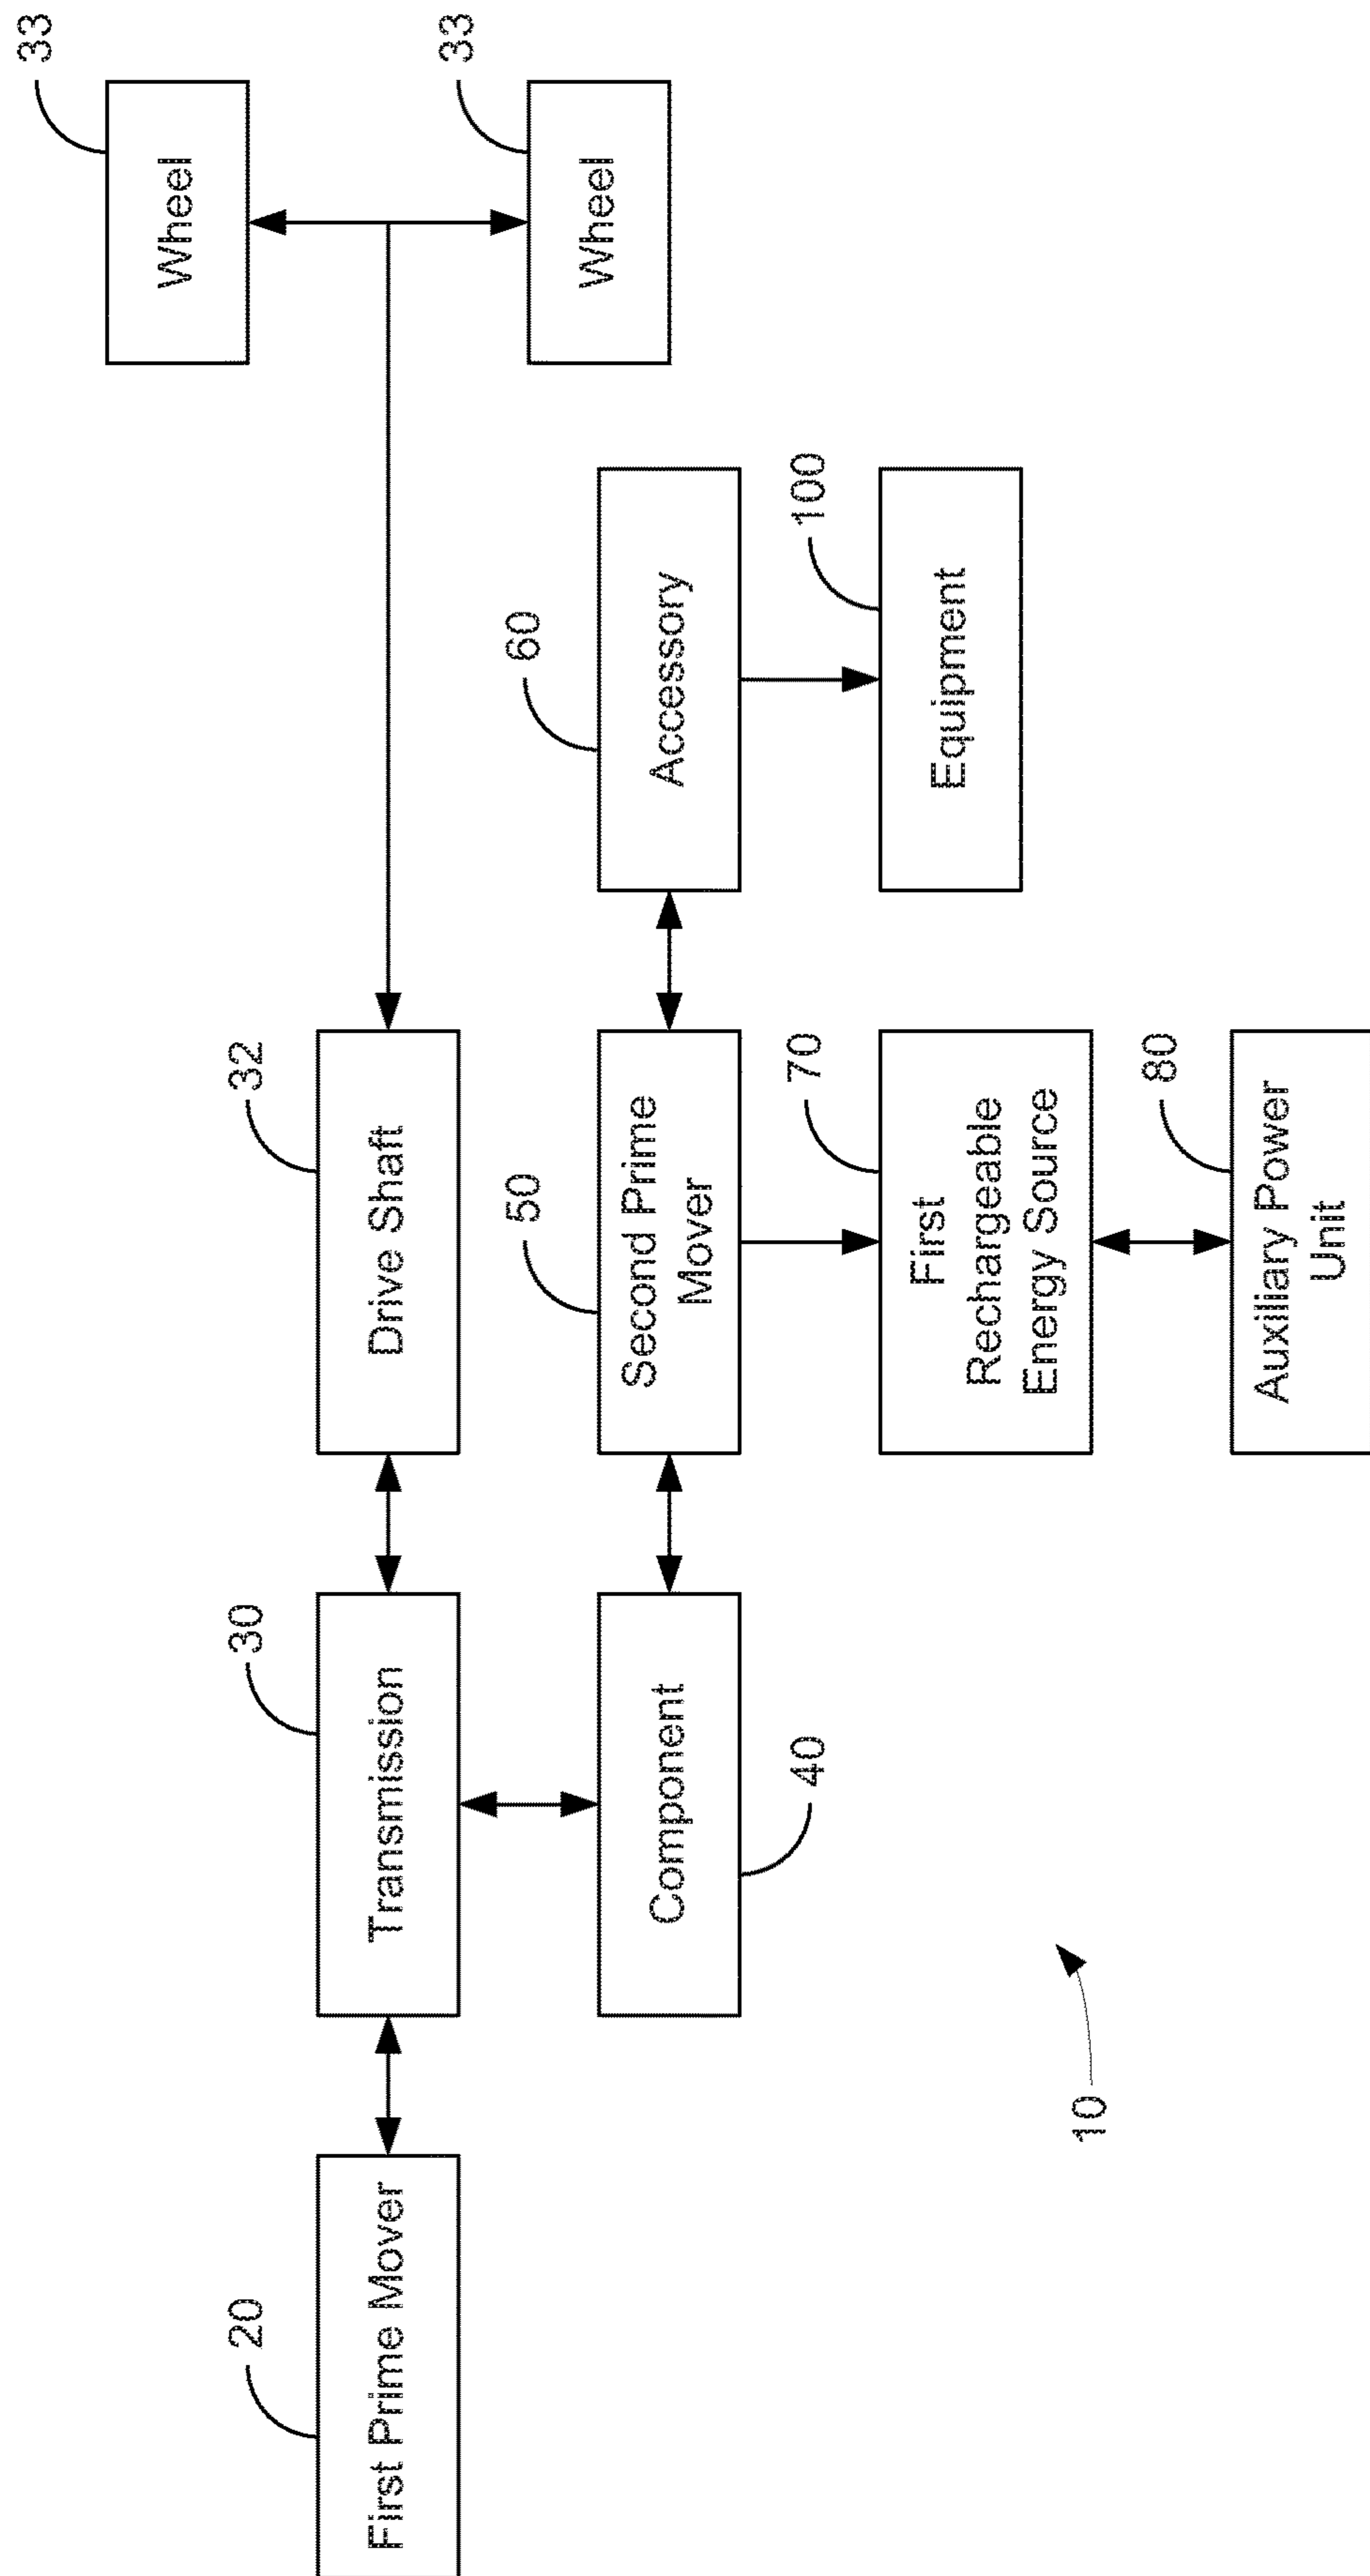 33
Wheel
33
Wheel
20
First Prime Mover
30
Transmission
32
Drive Shaft
40
Component
50
Second Prime
Mover
60
Accessory
70
First
Rechargeable
Energy Source
100
Equipment
80
Auxiliary Power
Unit
10